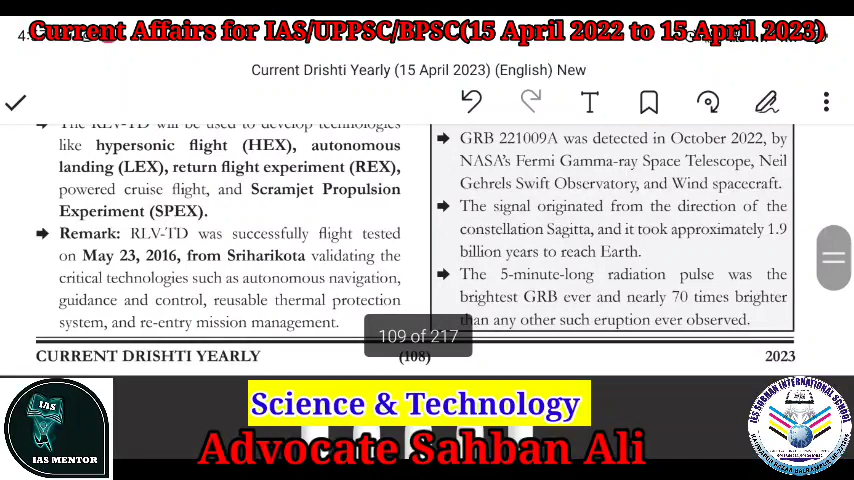 Current Affairs for IAS/UPPSC/BPSC(15 April 2022 to 15 April 2023)
Current Drishti Yearly (15 April 2023) (English) New
The RLV-TD will be used to develop technologies
like hypersonic flight (HEX), autonomous
landing (LEX), return flight experiment (REX),
powered cruise flight, and Scramjet Propulsion
Experiment (SPEX).
Remark: RLV-TD was successfully flight tested
on May 23, 2016, from Sriharikota validating the
critical technologies such as autonomous navigation,
guidance and control, reusable thermal protection
system, and re-entry mission management.
GRB 221009A was detected in October 2022, by
NASA's Fermi Gamma-ray Space Telescope, Neil
Gehrels Swift Observatory, and Wind spacecraft.
The signal originated from the direction of the
constellation Sagitta, and it took approximately 1.9
billion years to reach Earth.
The 5-minute-long radiation pulse was the
brightest GRB ever and nearly 70 times brighter
than any other such eruption ever observed.
109 of 217
CURRENT DRISHTI YEARLY (108) 2023
IAS
IAS MENTOR
Science & Technology
Advocate Sahban Ali